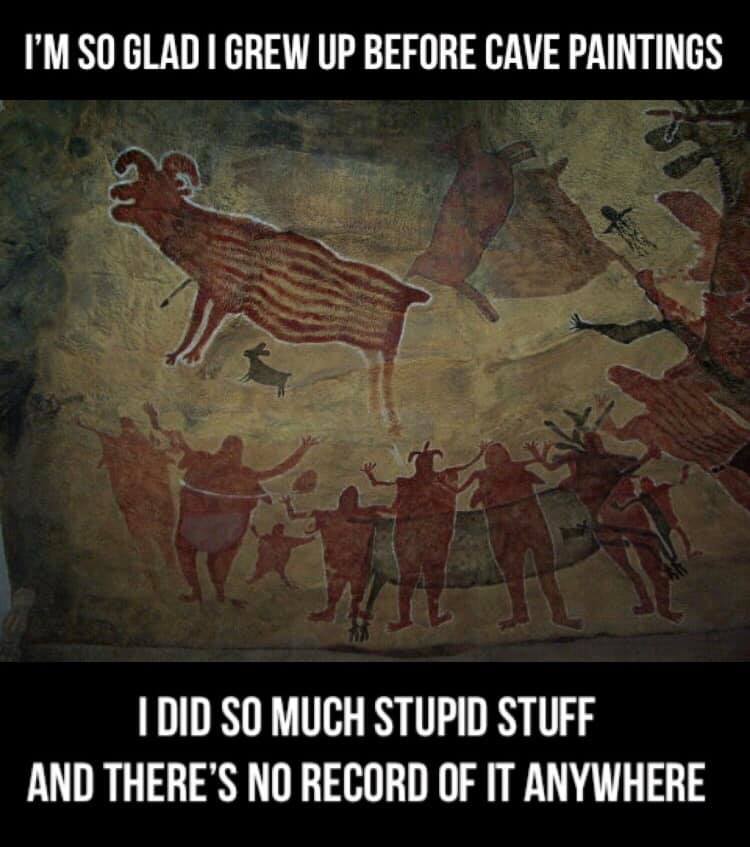 I'M SO GLAD I GREW UP BEFORE CAVE PAINTINGS
I DID SO MUCH STUPID STUFF
AND THERE'S NO RECORD OF IT ANYWHERE